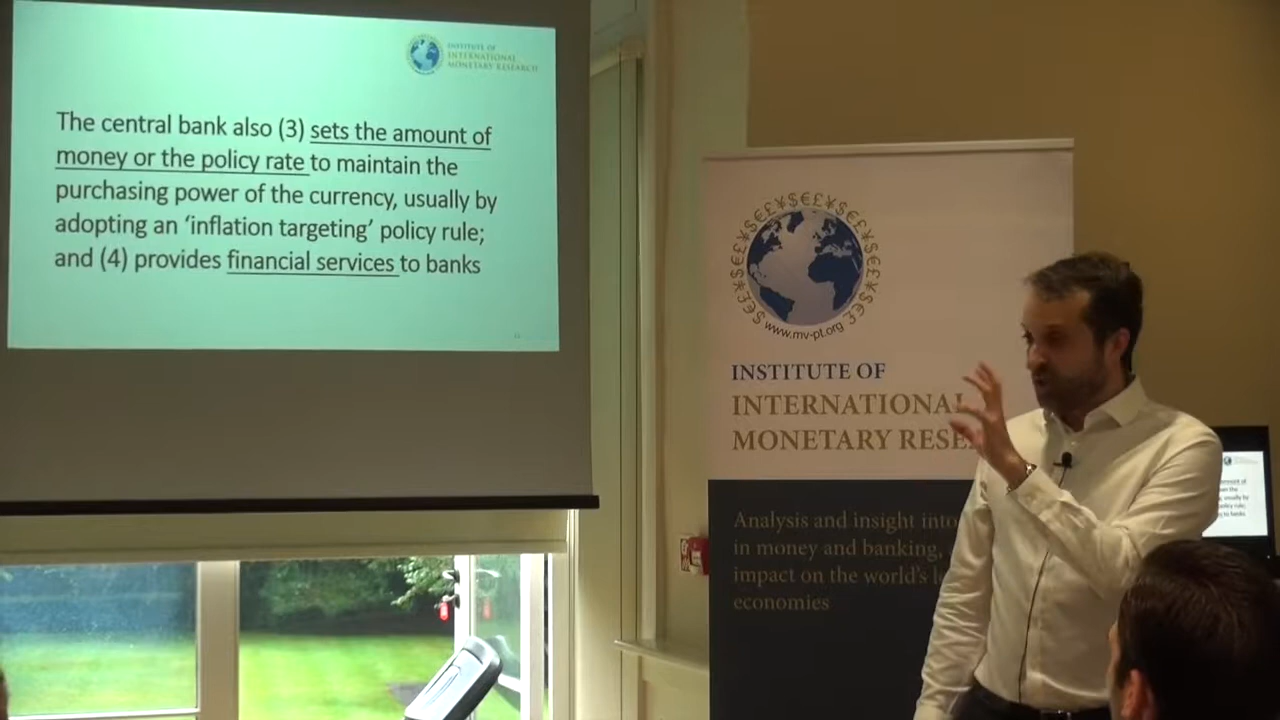 INSTITUTE OF
INTERNATIONAL
MONETARY RESEARCH
The central bank also (3) sets the amount of
money or the policy rate to maintain the
purchasing power of the currency, usually by
adopting an ‘inflation targeting’ policy rule;
and (4) provides financial services to banks
$€£¥$€£¥$€£¥$€£¥
www.mv-pt.org
INSTITUTE OF
INTERNATIONAL
MONETARY RESE
Analysis and insight into
in money and banking,
impact on the world's
economies